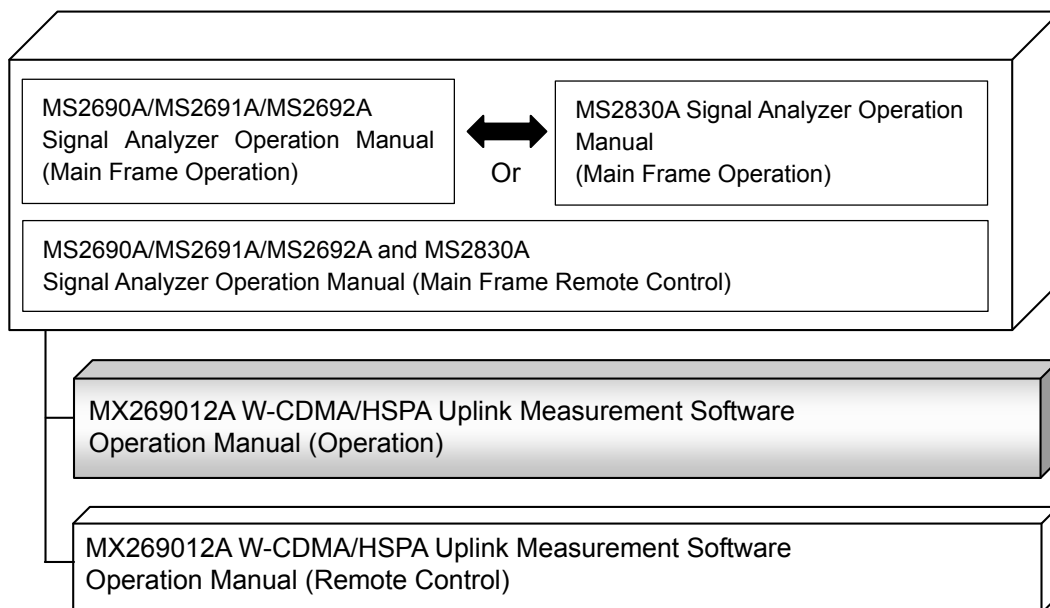 MS2690A/MS2691A/MS2692A
Signal Analyzer Operation Manual
(Main Frame Operation)
Or
MS2830A Signal Analyzer Operation
Manual
(Main Frame Operation)
MS2690A/MS2691A/MS2692A and MS2830A
Signal Analyzer Operation Manual (Main Frame Remote Control)
MX269012A W-CDMA/HSPA Uplink Measurement Software
Operation Manual (Operation)
MX269012A W-CDMA/HSPA Uplink Measurement Software
Operation Manual (Remote Control)